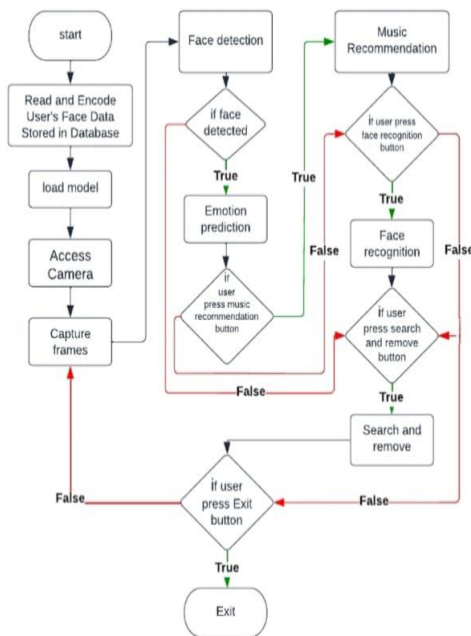 start
Read and Encode
User's Face Data
Stored in Database
load model
Access
Camera
Capture
frames
Face detection
if face
detected
True
Emotion
prediction
if
user
press music
recommendation
button
True
False
Music
Recommendation
if user press
face recognition
button
True
False
Face
recognition
False
if user
press search
and remove
button
True
Search and
remove
False
if user
press Exit
button
False
True
Exit